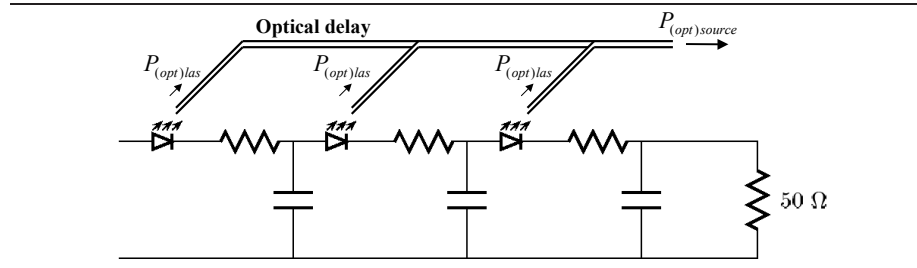 Optical delay
P(opt)source
P(opt)las
P(opt)las
P(opt)las
50 Ω